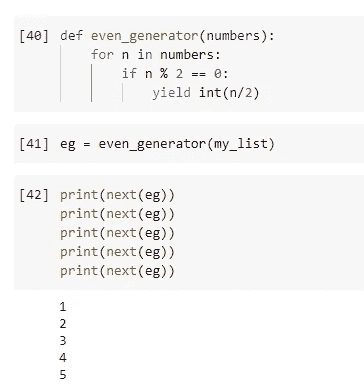 [40] def even_generator(numbers):
for n in numbers:
if n % 2 == 0:
yield int(n/2)
[41] eg = even_generator(my_list)
[42] print(next(eg))
print(next(eg))
print(next(eg))
print(next(eg))
print(next(eg))
1
2
3
4
5